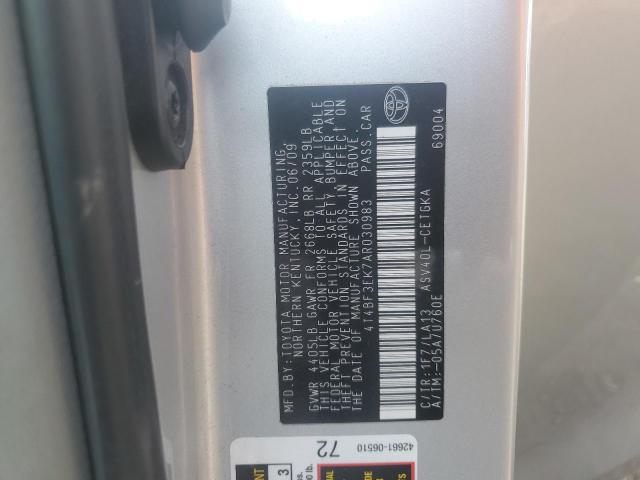 MFD.BY:TOYOTA MOTOR MANUFACTURING,
NORTHERN KENTUCKY,INC.06/09
GVWR 4405LB GAWR FR 2668LB RR 2359LB
THIS VEHICLE CONFORMS TO ALL APPLICABLE
FEDERAL MOTOR VEHICLE SAFETY,BUMPER,AND
THEFT PREVENTION STANDARDS IN EFFECT ON
THE DATE OF MANUFACTURE SHOWN ABOVE.
4T4BF3EK7AR030983 PASS.CAR
C/TR:1F7/LA13 ASV40L-CETGKA
A/TM:-05A/U760E 69004
42661-06510
72
3